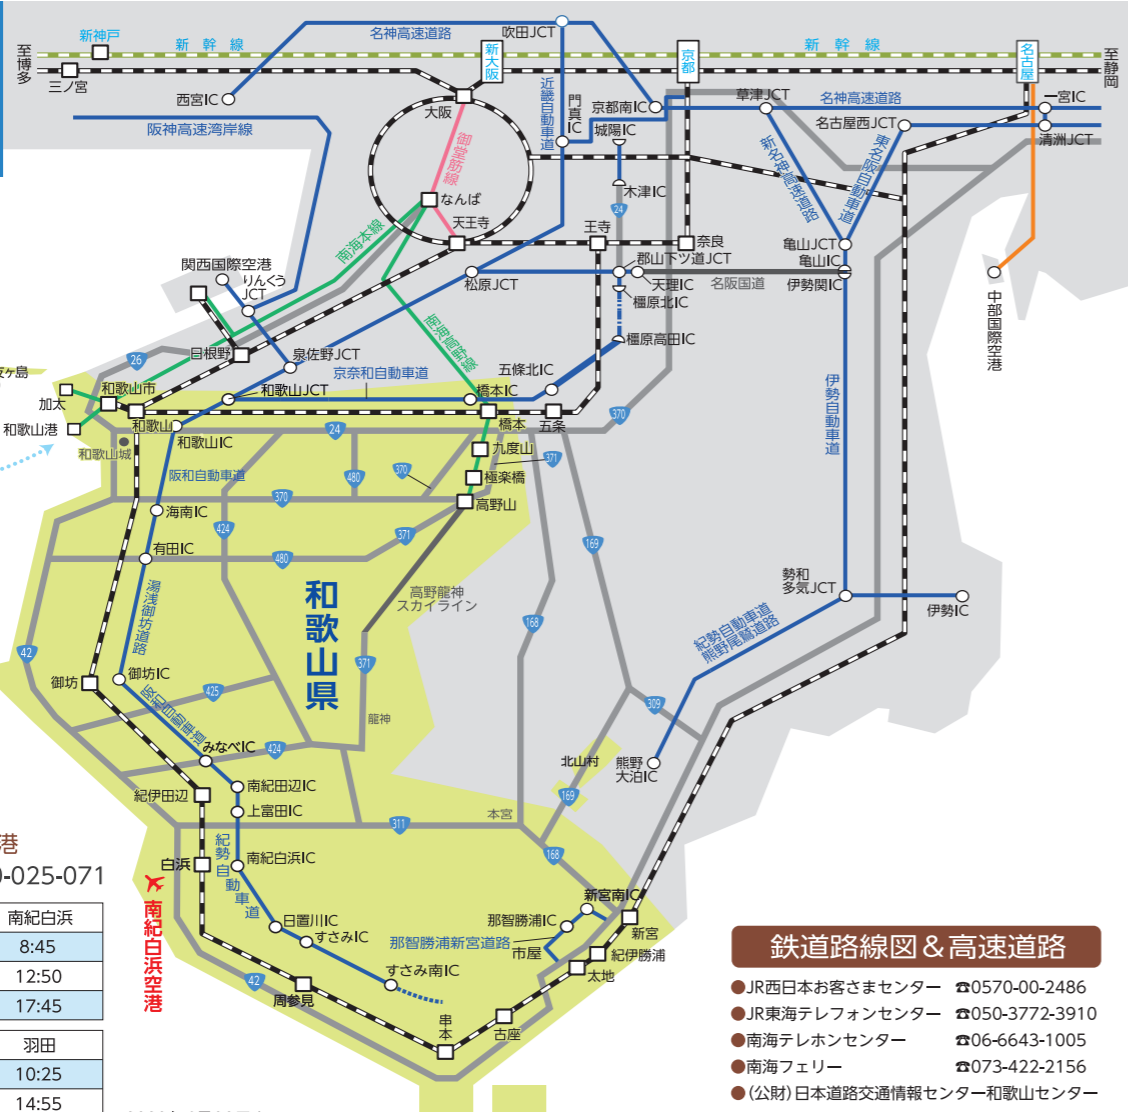 至博多
新神戸
新幹線
名神高速道路
吹田JCT
新大阪
京都
新幹線
名古屋
至静岡
三ノ宮
西宮IC
大阪
近畿自動車道
門真IC
京都南IC
城陽IC
草津JCT
名神高速道路
一宮IC
名古屋西JCT
清洲JCT
阪神高速湾岸線
御堂筋線
新名神高速道路
東名阪自動車道
木津IC
24
なんば
天王寺
王寺
奈良
亀山JCT
亀山IC
伊勢関IC
南海本線
関西国際空港
りんくう
JCT
松原JCT
郡山下ツ道JCT
天理IC
名阪国道
橿原北IC
中部国際空港
南海高野線
橿原高田IC
26
日根野
泉佐野JCT
ヶ島
加太
和歌山市
和歌山JCT
京奈和自動車道
橋本IC
五條北IC
伊勢自動車道
和歌山港
和歌山
和歌山IC
24
橋本
五条
370
和歌山城
九度山
371
阪和自動車道
480
370
極楽橋
370
高野山
海南IC
424
371
169
有田IC
480
湯浅御坊道路
和歌山県
高野龍神
スカイライン
勢和
多気JCT
伊勢IC
168
紀勢自動車道
熊野尾鷲道路
42
371
御坊
御坊IC
425
309
阪和自動車道
龍神
みなべIC
424
北山村
熊野
大泊IC
南紀田辺IC
紀伊田辺
169
上富田IC
311
本宮
紀勢自動車道
168
白浜
南紀白浜IC
港
-025-071
南紀白浜
8:45
12:50
17:45
羽田
10:25
14:55
南紀白浜空港
新宮南IC
日置川IC
那智勝浦IC
新宮
すさみIC
那智勝浦新宮道路
市屋
紀伊勝浦
すさみ南IC
太地
42
周参見
串本
古座
鉄道路線図＆高速道路
●JR西日本お客さまセンター ☎0570-00-2486
●JR東海テレフォンセンター ☎050-3772-3910
●南海テレホンセンター ☎06-6643-1005
●南海フェリー ☎073-422-2156
●(公財)日本道路交通情報センター和歌山センター